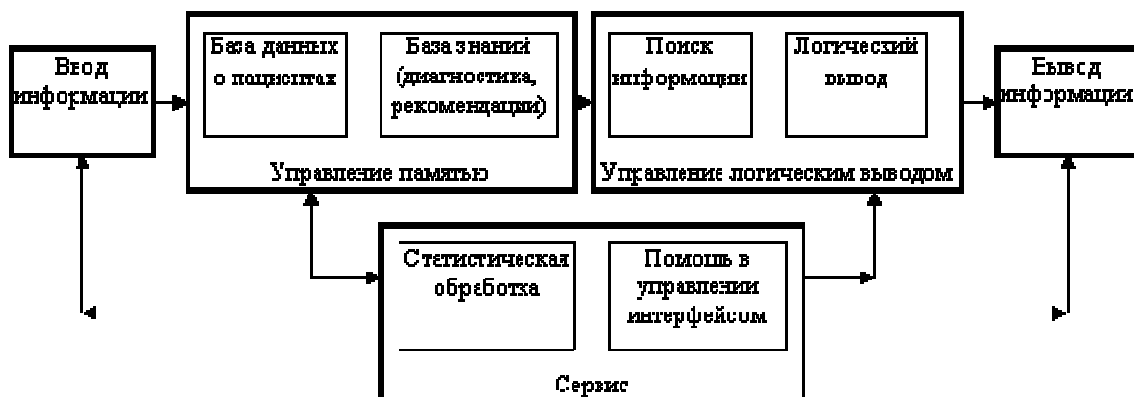 Ввод
информации
База данных
о пациентах
База знаний
(диагностика,
рекомендации)
Управление памятью
Поиск
информации
Логический
вывод
Управление логическим выводом
Вывод
информации
Статистическая
обработка
Помощь в
управлении
интерфейсом
Сервис